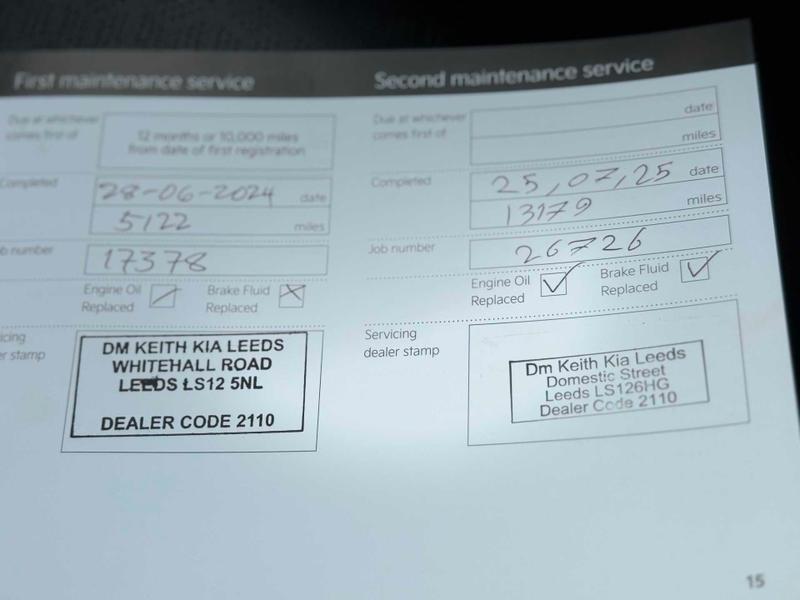 First maintenance service
Due at whichever
comes first of
12 months or 10,000 miles
from date of first registration
Completed
28-06-2024 date
5122 miles
b number
17378
Engine Oil
Replaced
Brake Fluid
Replaced
icing
er stamp
DM KEITH KIA LEEDS
WHITEHALL ROAD
LEEDS LS12 5NL
DEALER CODE 2110
Second maintenance service
Due at whichever
comes first of
date
miles
Completed
25,07,25 date
13179 miles
Job number
26726
Engine Oil
Replaced
Brake Fluid
Replaced
Servicing
dealer stamp
Dm Keith Kia Leeds
Domestic Street
Leeds LS126HG
Dealer Code 2110
15